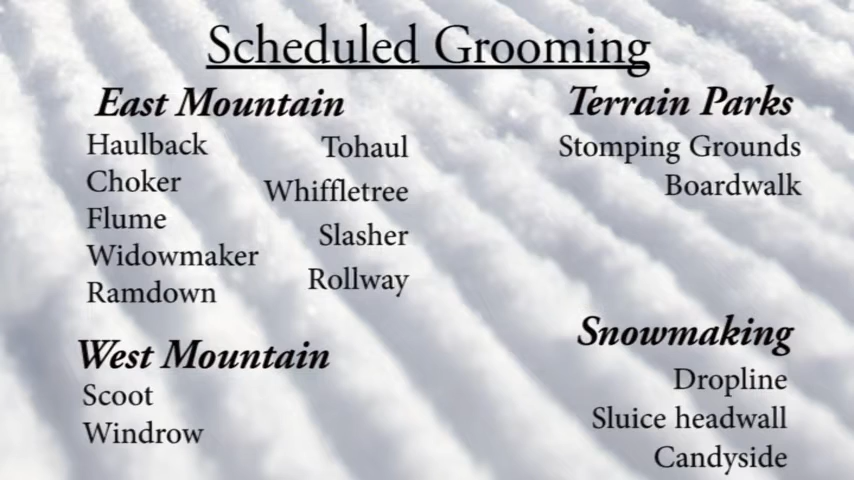 Scheduled Grooming
East Mountain
Haulback
Choker
Flume
Widowmaker
Ramdown
Tohaul
Whiffletree
Slasher
Rollway
West Mountain
Scoot
Windrow
Terrain Parks
Stomping Grounds
Boardwalk
Snowmaking
Dropline
Sluice headwall
Candyside